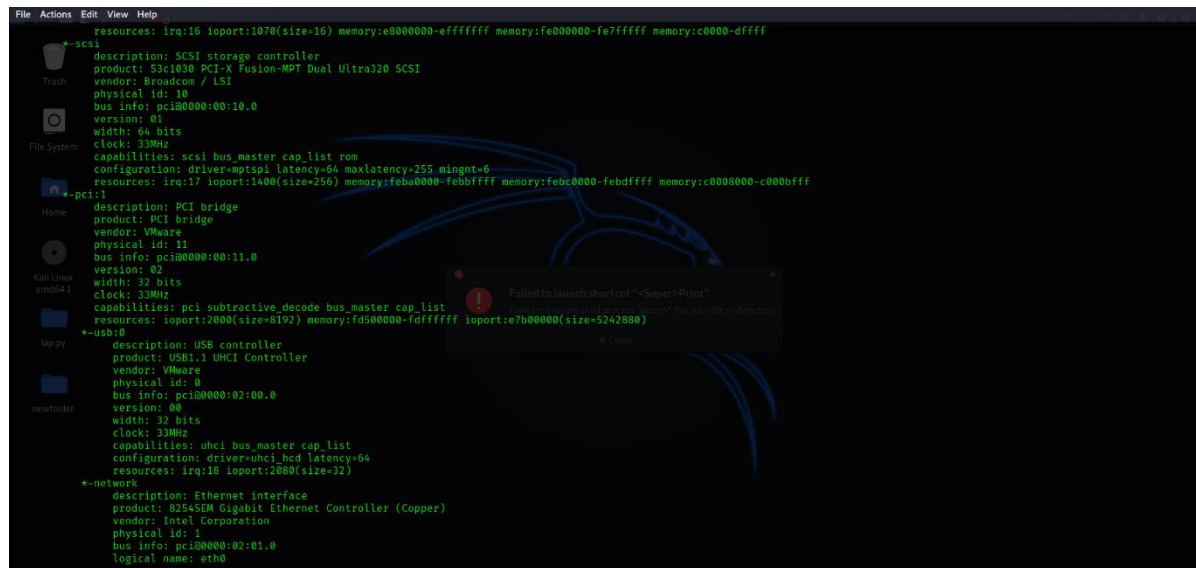 File Actions Edit View Help
resources: irq:16 ioport:1070(size=16) memory:e8000000-efffffff memory:fe000000-fe7fffff memory:c0000-dffff
*-scsi
description: SCSI storage controller
product: 53c1030 PCI-X Fusion-MPT Dual Ultra320 SCSI
vendor: Broadcom / LSI
physical id: 10
bus info: pci@0000:00:10.0
version: 01
width: 64 bits
clock: 33MHz
capabilities: scsi bus_master cap_list rom
configuration: driver=mptspi latency=64 maxlatency=255 mingnt=6
resources: irq:17 ioport:1400(size=256) memory:feba0000-febbffff memory:febc0000-febdffff memory:c0008000-c000bfff
*-pci:1
description: PCI bridge
product: PCI bridge
vendor: VMware
physical id: 11
bus info: pci@0000:00:11.0
version: 02
width: 32 bits
clock: 33MHz
capabilities: pci subtractive_decode bus_master cap_list
resources: ioport:2000(size=8192) memory:fd500000-fdffffff ioport:e7b00000(size=5242880)
*-usb:0
description: USB controller
product: USB1.1 UHCI Controller
vendor: VMware
physical id: 0
bus info: pci@0000:02:00.0
version: 00
width: 32 bits
clock: 33MHz
capabilities: uhci bus_master cap_list
configuration: driver=uhci_hcd latency=64
resources: irq:18 ioport:2080(size=32)
*-network
description: Ethernet interface
product: 82545EM Gigabit Ethernet Controller (Copper)
vendor: Intel Corporation
physical id: 1
bus info: pci@0000:02:01.0
logical name: eth0
Trash
File System
Home
Kali Linux
amd64 1
lap.py
newfolder
Failed to launch shortcut "<Super>Print"
Failed to execute child process (No such file or directory)
× Close